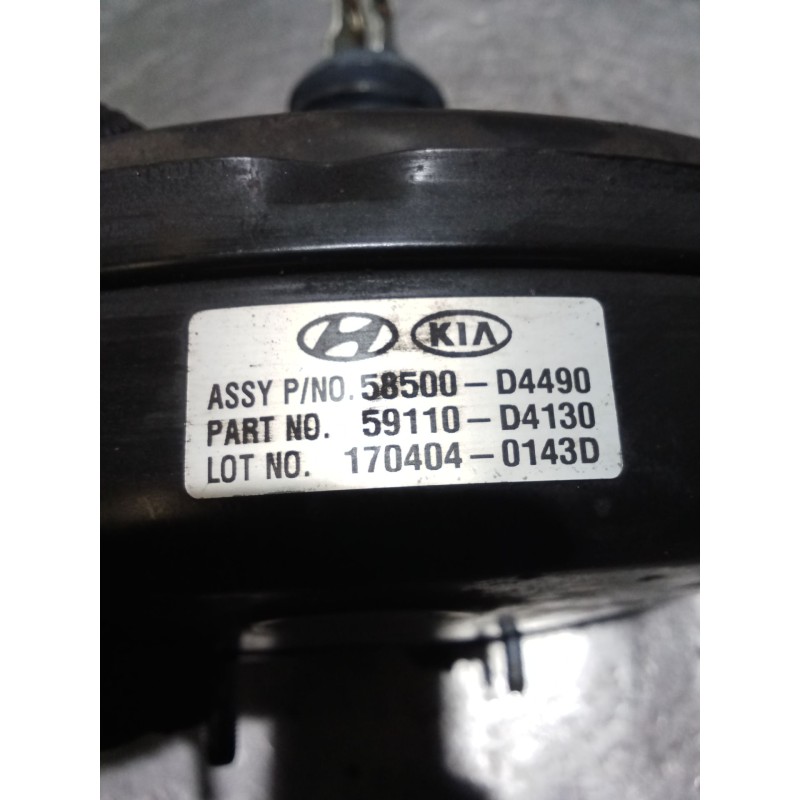 KIA
ASSY P/NO. 58500-D4490
PART NO. 59110-D4130
LOT NO. 170404-0143D